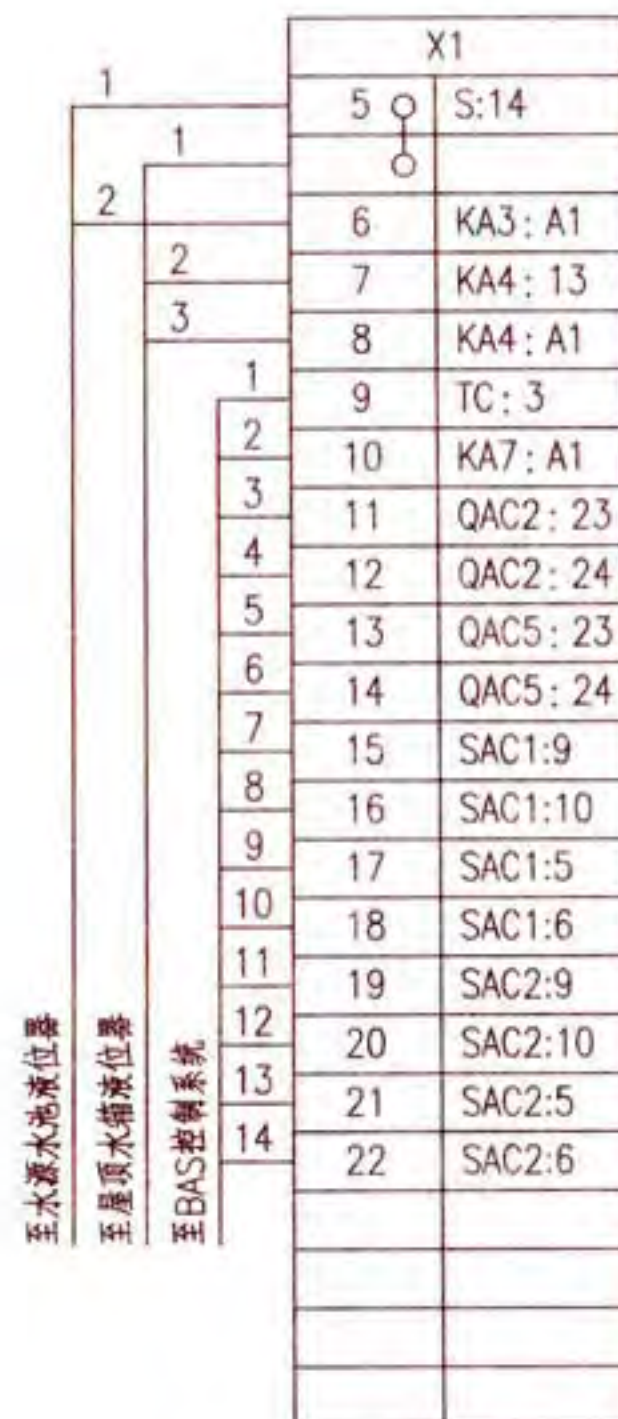 X1
1 5 S:14
1
2 6 KA3: A1
2 7 KA4: 13
3 8 KA4: A1
1 9 TC: 3
2 10 KA7: A1
3 11 QAC2: 23
4 12 QAC2: 24
5 13 QAC5: 23
6 14 QAC5: 24
7 15 SAC1:9
8 16 SAC1:10
9 17 SAC1:5
10 18 SAC1:6
11 19 SAC2:9
12 20 SAC2:10
13 21 SAC2:5
14 22 SAC2:6
至水源水池液位器
至屋顶水箱液位器
至BAS控制系统